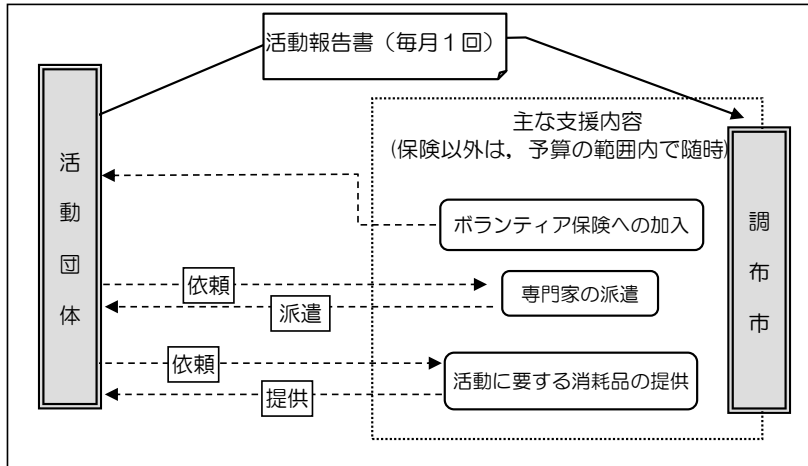 活動報告書（毎月１回）
主な支援内容
(保険以外は，予算の範囲内で随時)
活動団体
ボランティア保険への加入
調布市
依頼
専門家の派遣
派遣
依頼
活動に要する消耗品の提供
提供